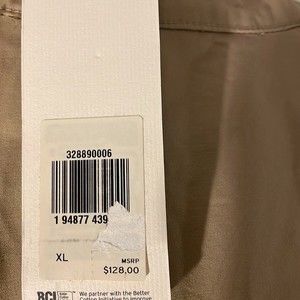 328890006
1 94877 439
XL
MSRP
$128.00
BCI
We partner with the Better
Cotton Initiative to improve